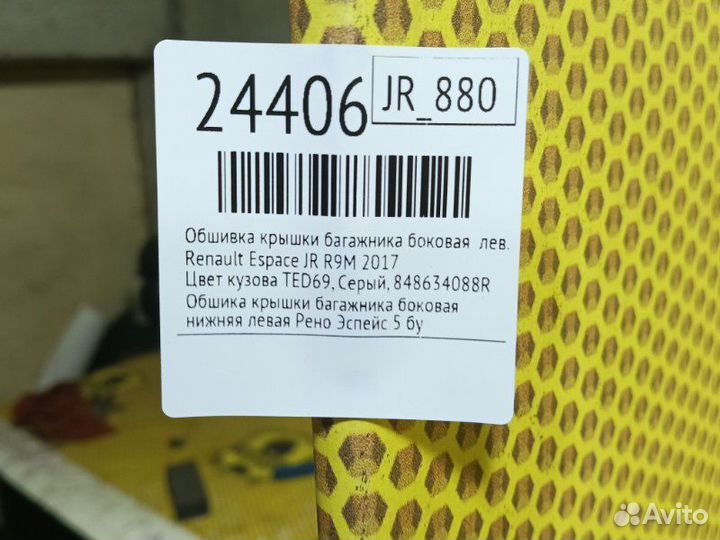 24406
JR_880
Обшивка крышки багажника боковая лев.
Renault Espace JR R9M 2017
Цвет кузова TED69, Серый, 848634088R
Обшика крышки багажника боковая
нижняя левая Рено Эспейс 5 бу
Avito